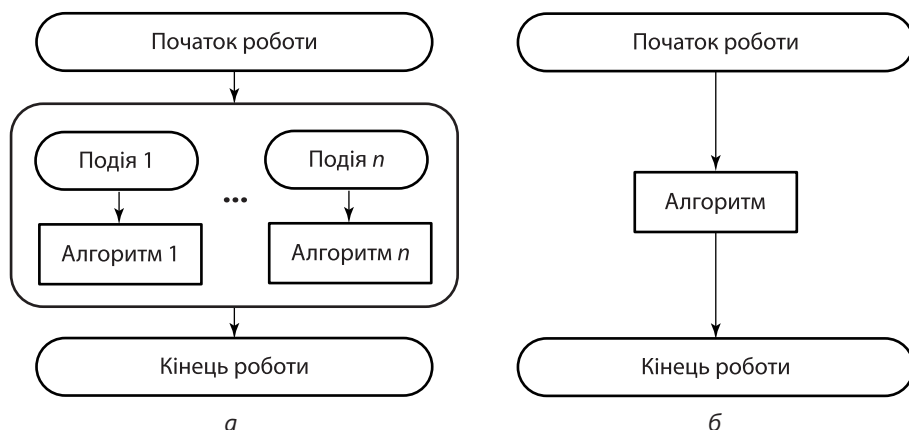 Початок роботи
Подія 1
Подія n
...
Алгоритм 1
Алгоритм n
Кінець роботи
а
Початок роботи
Алгоритм
Кінець роботи
б